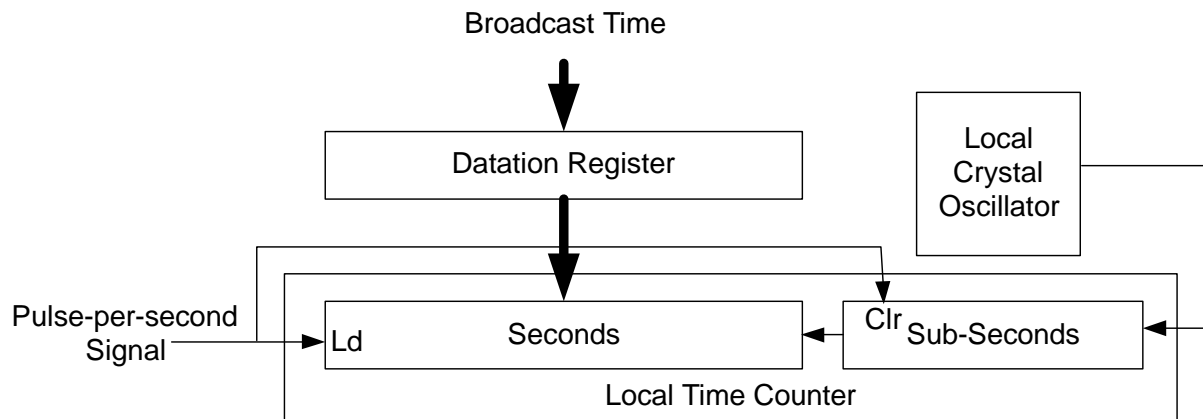 Broadcast Time
Datation Register
Local
Crystal
Oscillator
Pulse-per-second
Signal
Ld
Seconds
Clr
Sub-Seconds
Local Time Counter